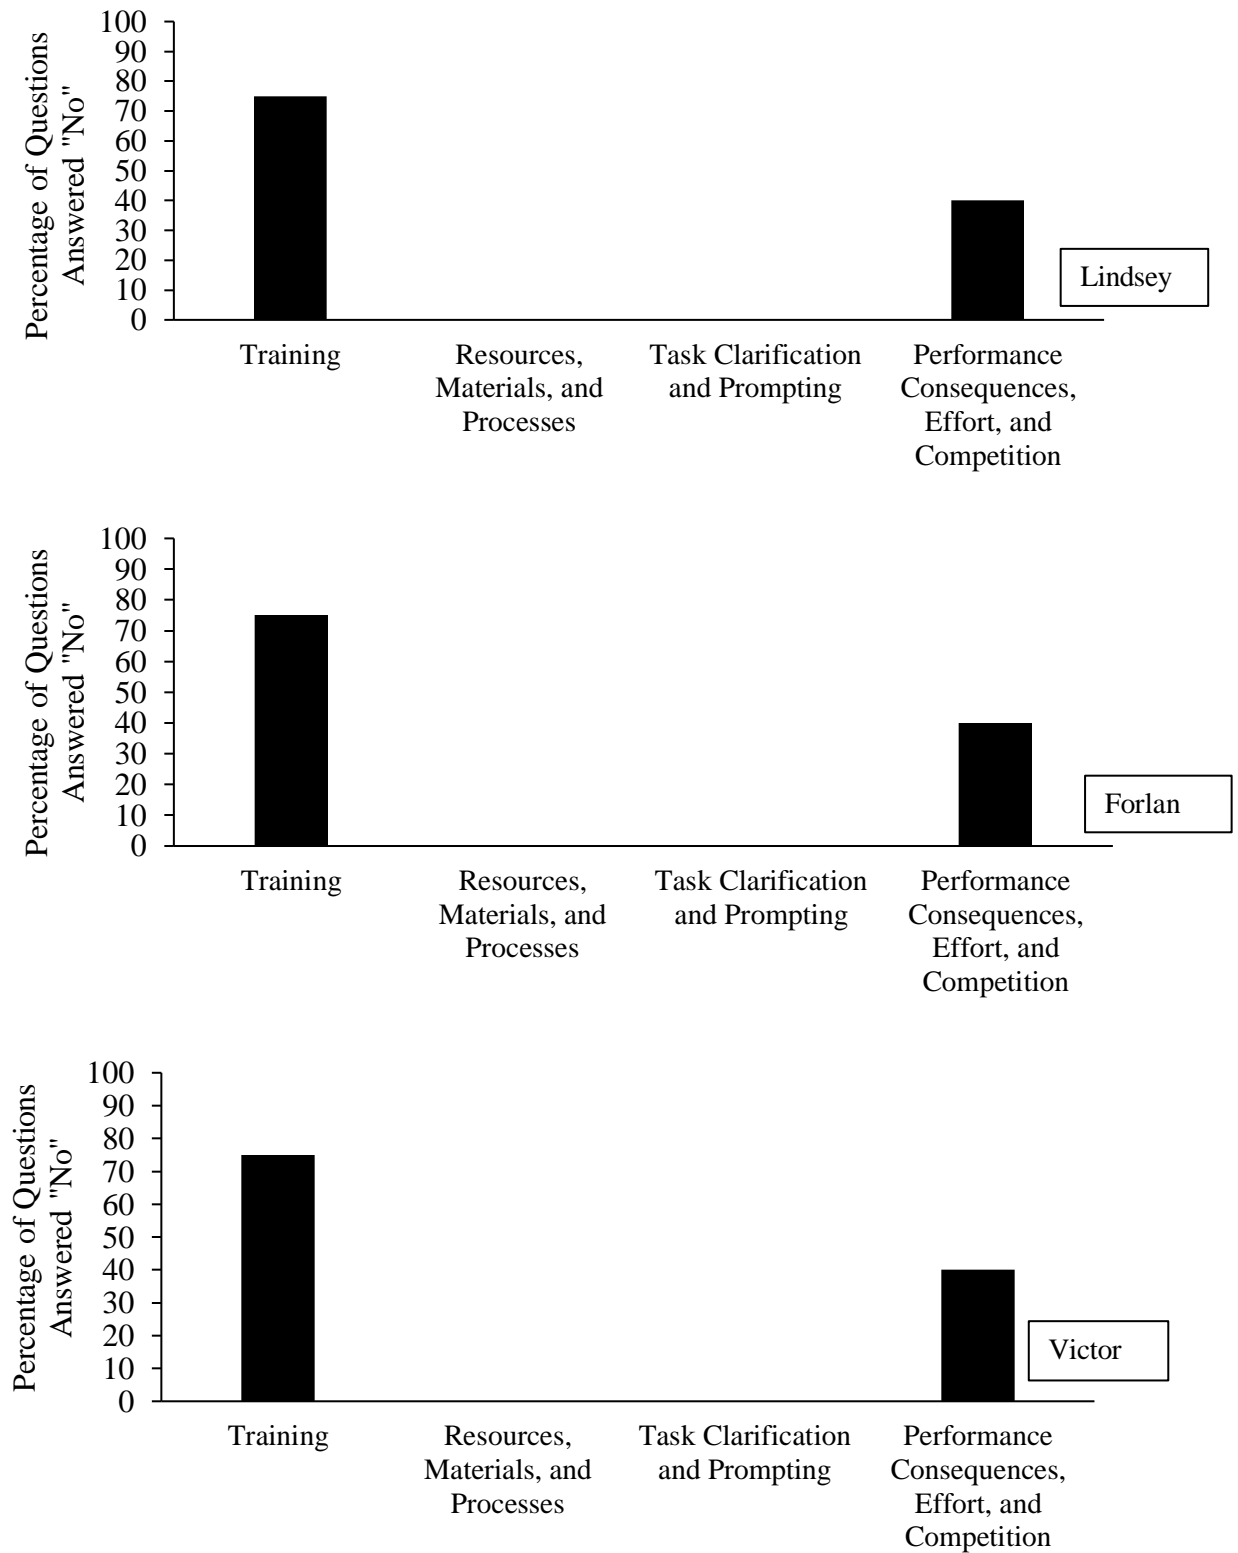 Percentage of Questions
Answered "No"
100
90
80
70
60
50
40
30
20
10
0
Training
Resources,
Materials, and
Processes
Task Clarification
and Prompting
Performance
Consequences,
Effort, and
Competition
Lindsey
Percentage of Questions
Answered "No"
100
90
80
70
60
50
40
30
20
10
0
Training
Resources,
Materials, and
Processes
Task Clarification
and Prompting
Performance
Consequences,
Effort, and
Competition
Forlan
Percentage of Questions
Answered "No"
100
90
80
70
60
50
40
30
20
10
0
Training
Resources,
Materials, and
Processes
Task Clarification
and Prompting
Performance
Consequences,
Effort, and
Competition
Victor